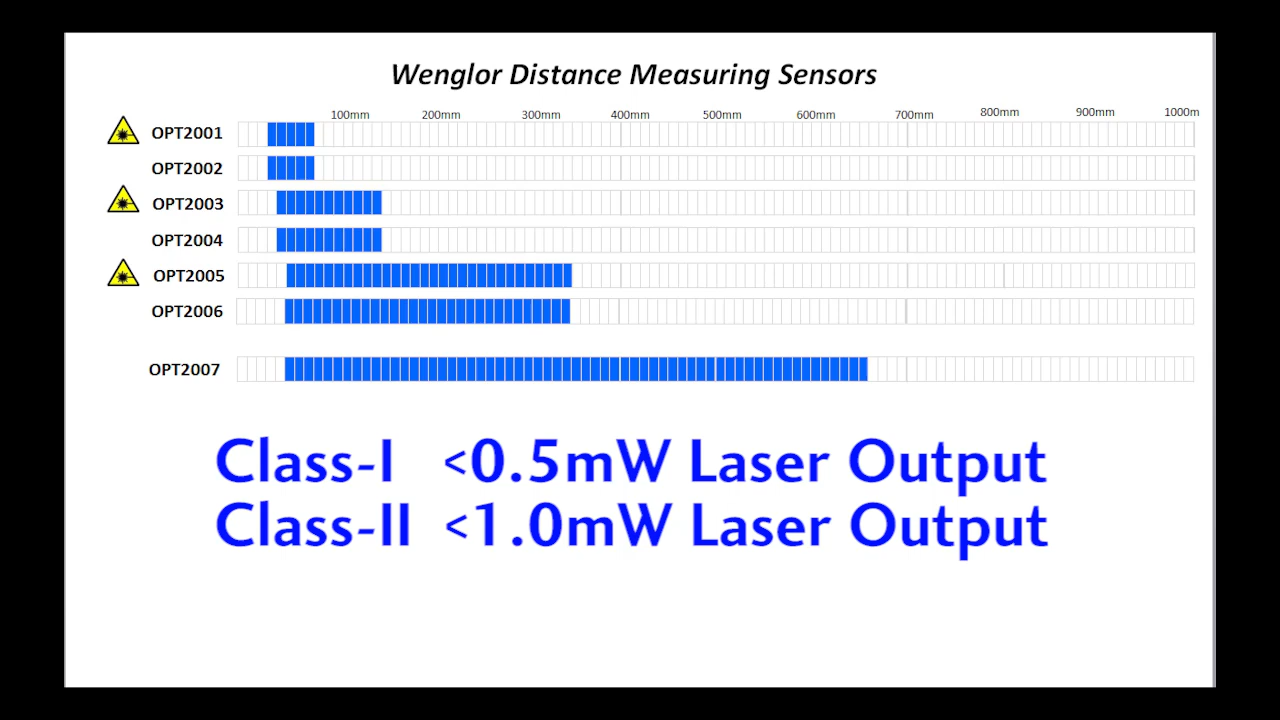 Wenglor Distance Measuring Sensors
100mm 200mm 300mm 400mm 500mm 600mm 700mm 800mm 900mm 1000m
OPT2001
OPT2002
OPT2003
OPT2004
OPT2005
OPT2006
OPT2007
Class-I <0.5mW Laser Output
Class-II <1.0mW Laser Output